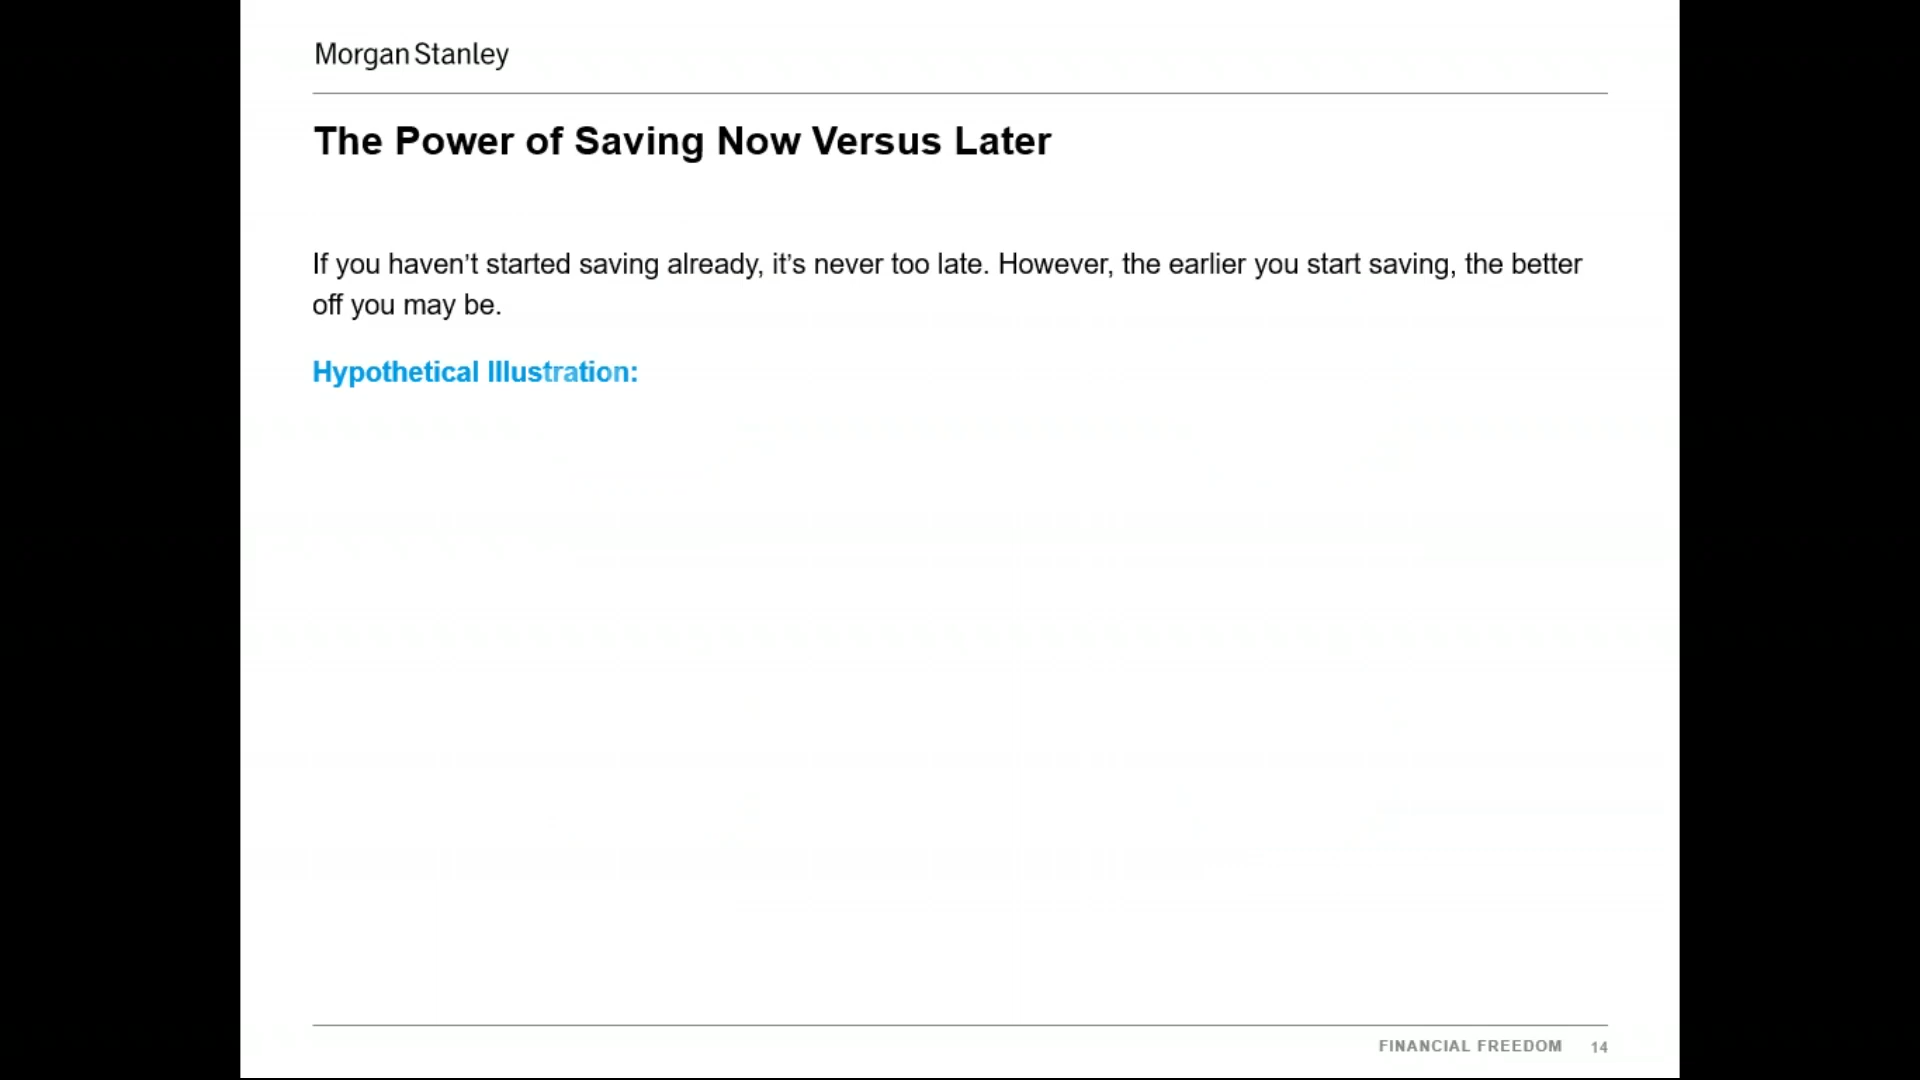 Morgan Stanley
The Power of Saving Now Versus Later
If you haven’t started saving already, it’s never too late. However, the earlier you start saving, the better
off you may be.
Hypothetical Illustration:
FINANCIAL FREEDOM 14